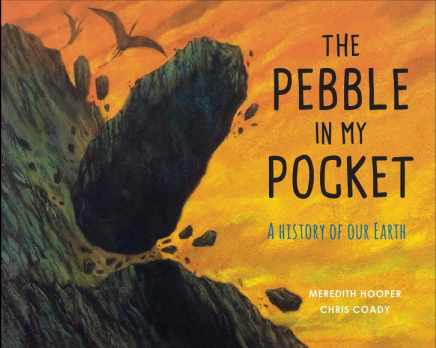 THE
PEBBLE
IN MY
POCKET
A HISTORY OF OUR EARTH
MEREDITH HOOPER
CHRIS COADY